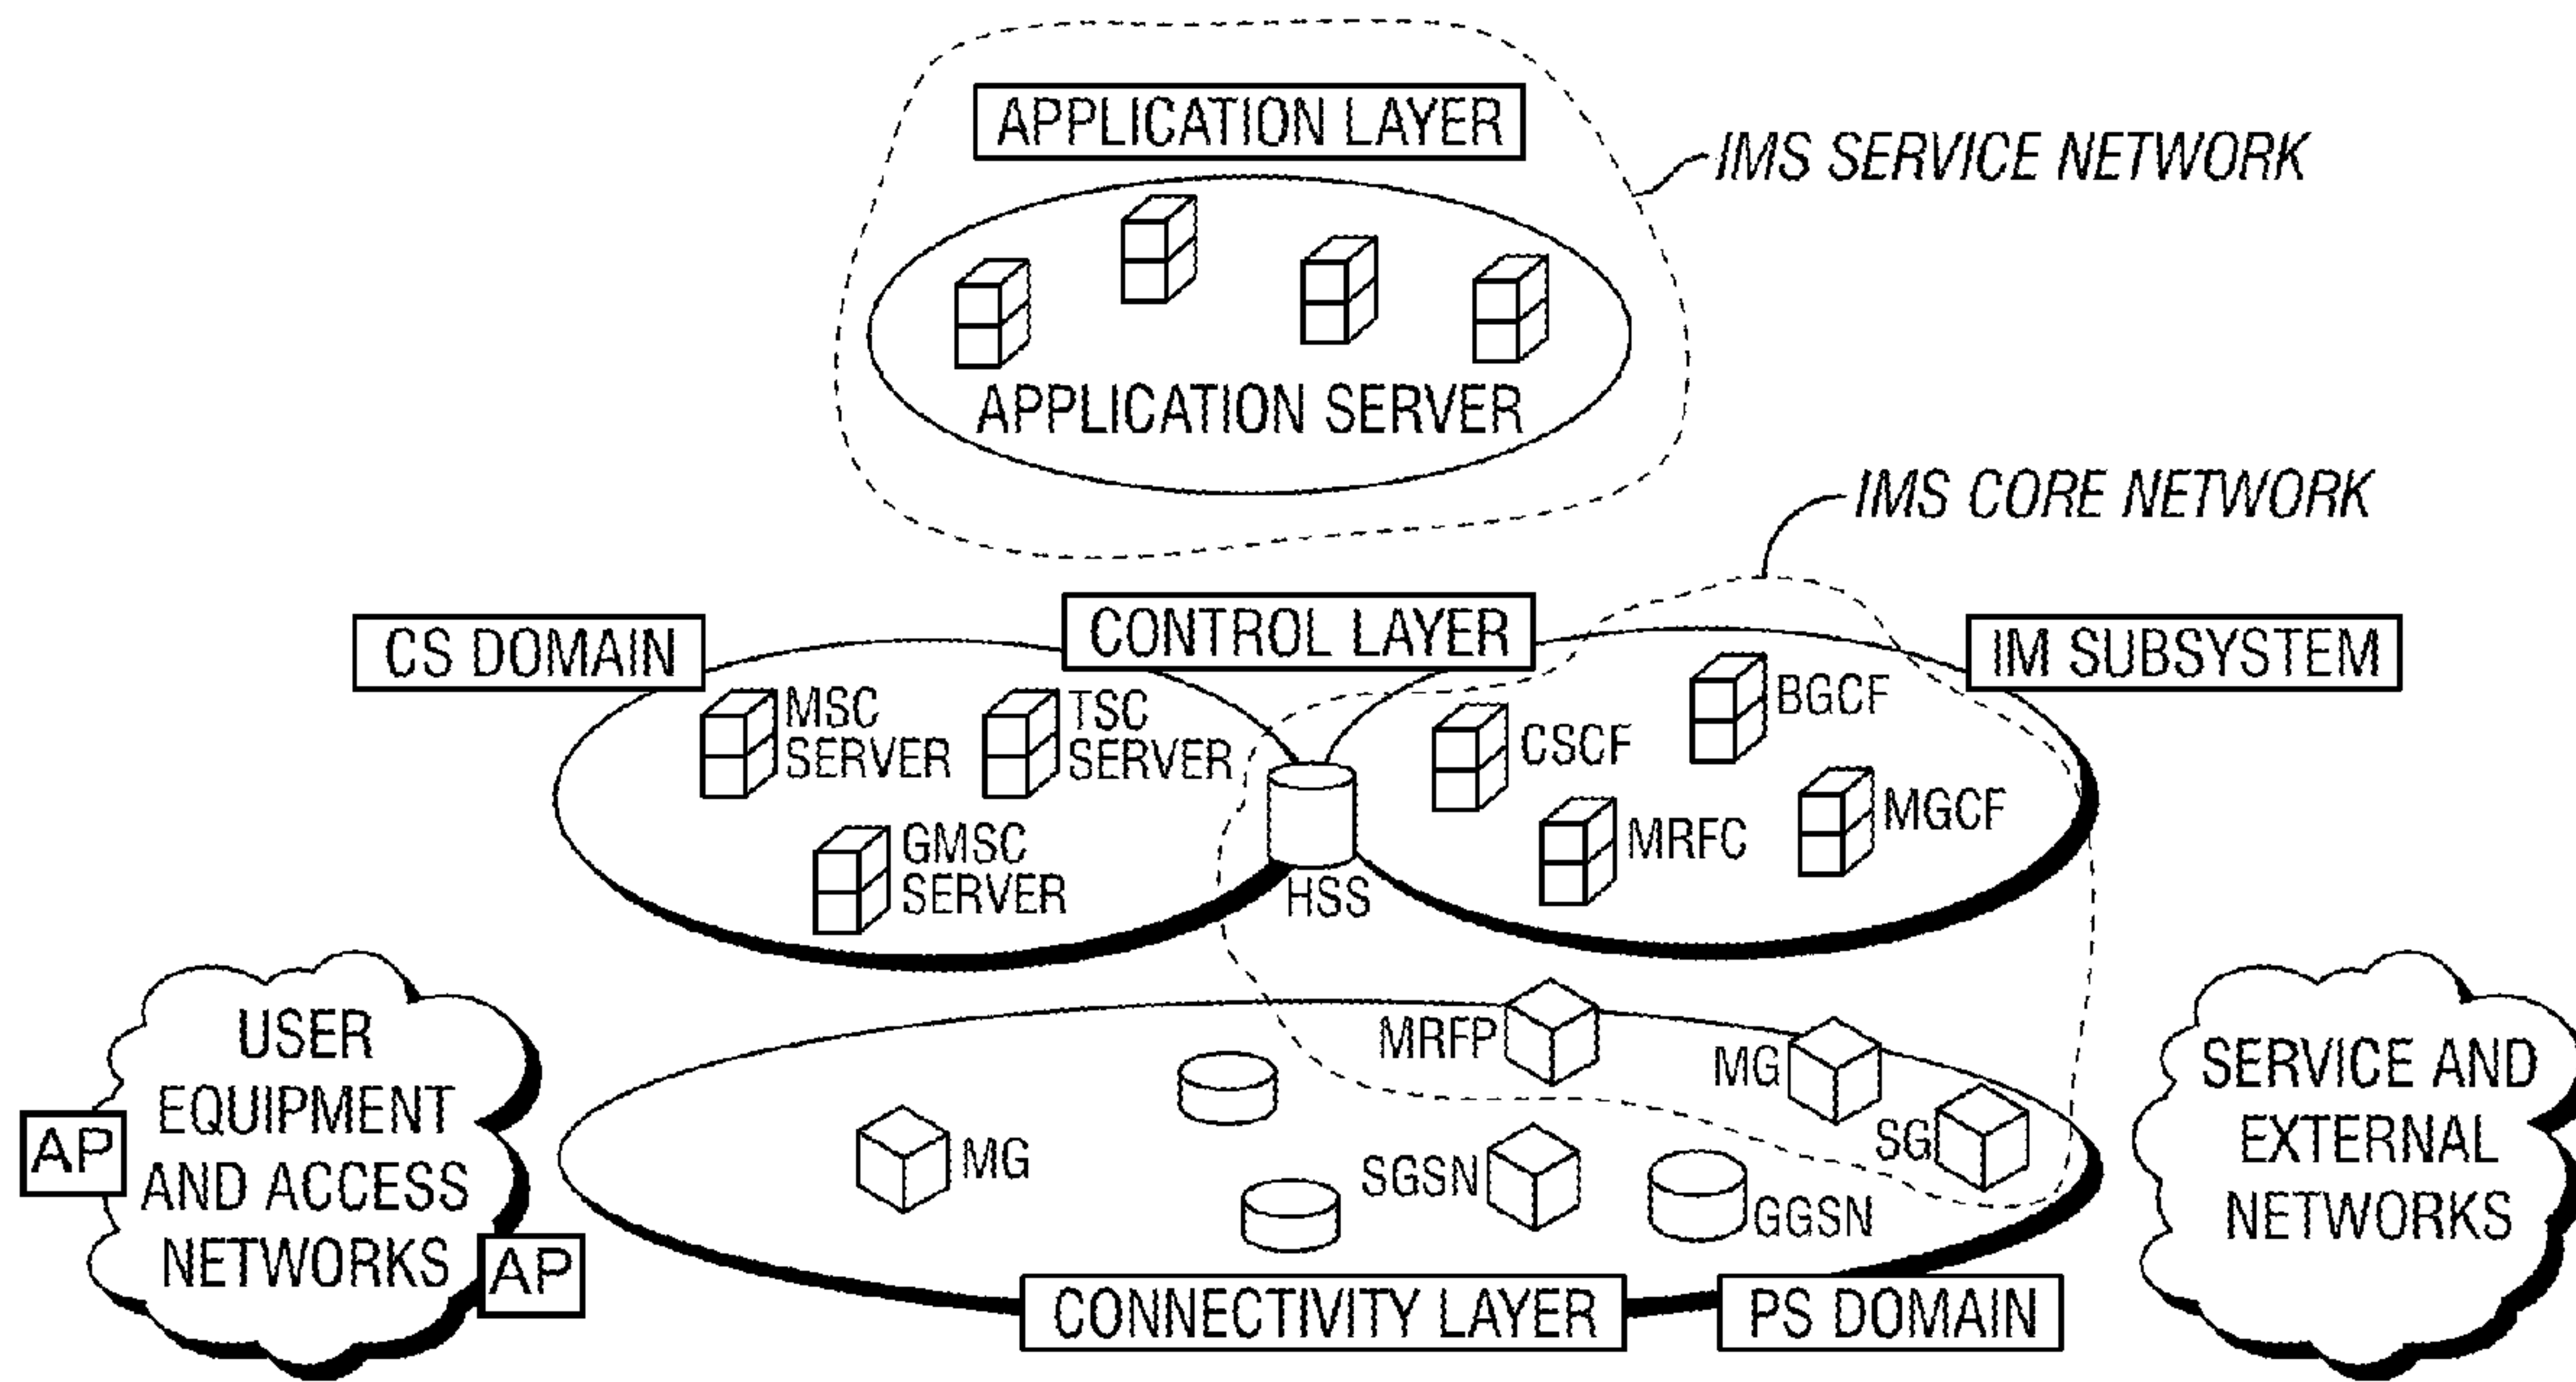 APPLICATION LAYER
IMS SERVICE NETWORK
APPLICATION SERVER
IMS CORE NETWORK
CS DOMAIN
CONTROL LAYER
IM SUBSYSTEM
MSC
SERVER
TSC
SERVER
GMSC
SERVER
HSS
CSCF
BGCF
MRFC
MGCF
USER
EQUIPMENT
AND ACCESS
NETWORKS
AP
AP
MRFP
MG
SG
MG
SGSN
GGSN
CONNECTIVITY LAYER
PS DOMAIN
SERVICE AND
EXTERNAL
NETWORKS